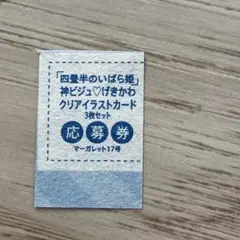 「四畳半のいばら姫」
神ビジュ♡げきかわ
クリアイラストカード
3枚セット
応募券
マーガレット17号